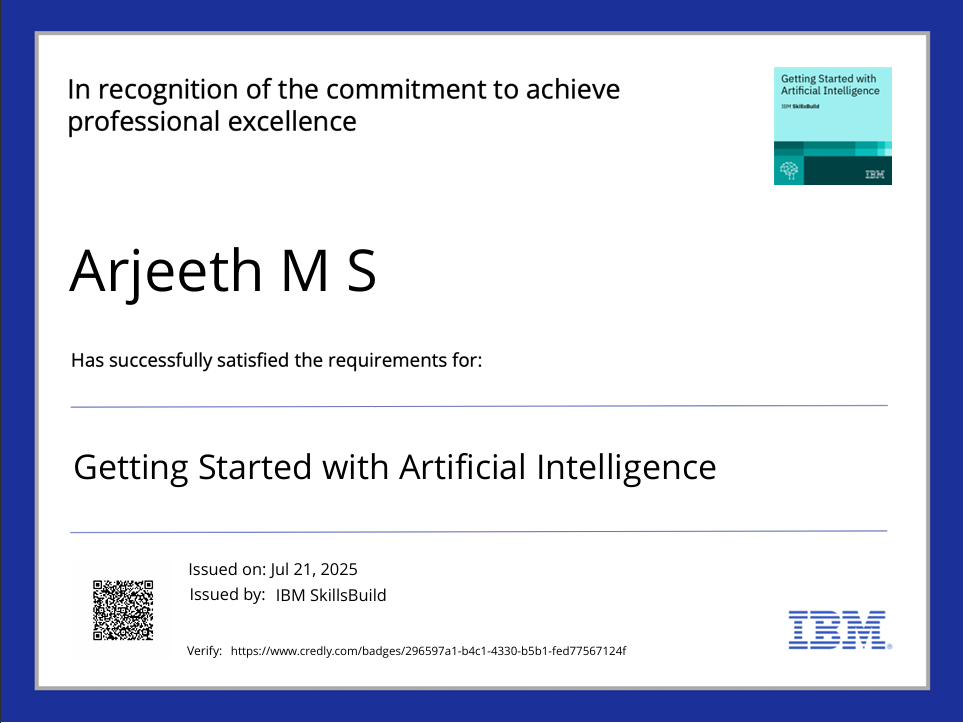 In recognition of the commitment to achieve
professional excellence
Getting Started with
Artificial Intelligence
IBM SkillsBuild
IBM
Arjeeth M S
Has successfully satisfied the requirements for:
Getting Started with Artificial Intelligence
Issued on: Jul 21, 2025
Issued by: IBM SkillsBuild
Verify: https://www.credly.com/badges/296597a1-b4c1-4330-b5b1-fed77567124f
IBM®